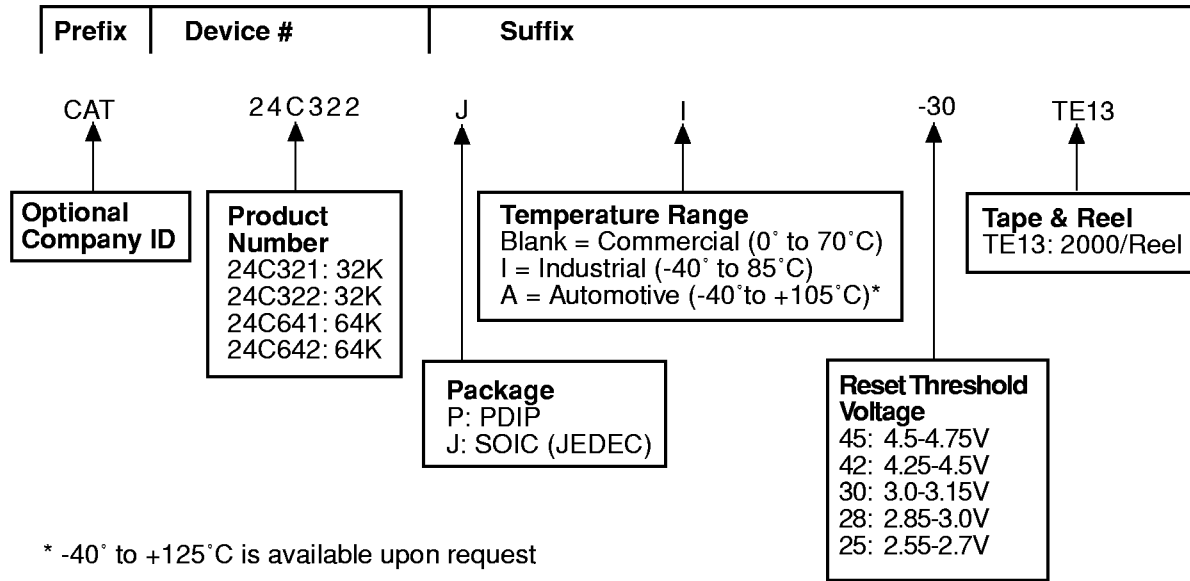 Prefix Device # Suffix
CAT 24C322 J I -30 TE13
Optional
Company ID
Product
Number
24C321: 32K
24C322: 32K
24C641: 64K
24C642: 64K
Temperature Range
Blank = Commercial (0˚ to 70˚C)
I = Industrial (-40˚ to 85˚C)
A = Automotive (-40˚to +105˚C)*
Tape & Reel
TE13: 2000/Reel
Package
P: PDIP
J: SOIC (JEDEC)
Reset Threshold
Voltage
45: 4.5-4.75V
42: 4.25-4.5V
30: 3.0-3.15V
28: 2.85-3.0V
25: 2.55-2.7V
* -40˚ to +125˚C is available upon request